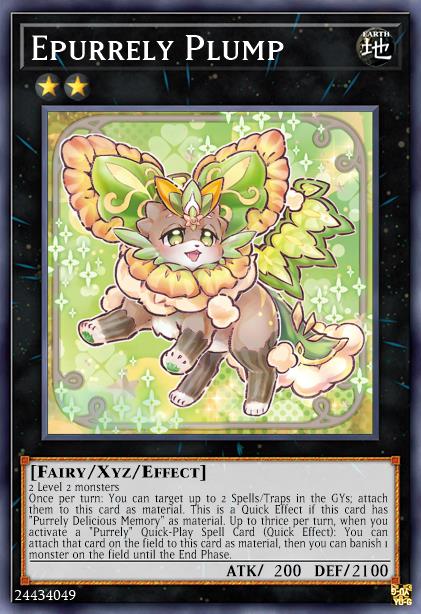 EPURRELY PLUMP
EARTH
地
[FAIRY/XYZ/EFFECT]
2 Level 2 monsters
Once per turn: You can target up to 2 Spells/Traps in the GYs; attach
them to this card as material. This is a Quick Effect if this card has
"Purrely Delicious Memory" as material. Up to thrice per turn, when you
activate a "Purrely" Quick-Play Spell Card (Quick Effect): You can
attach that card on the field to this card as material, then you can banish 1
monster on the field until the End Phase.
ATK/ 200 DEF/2100
24434049